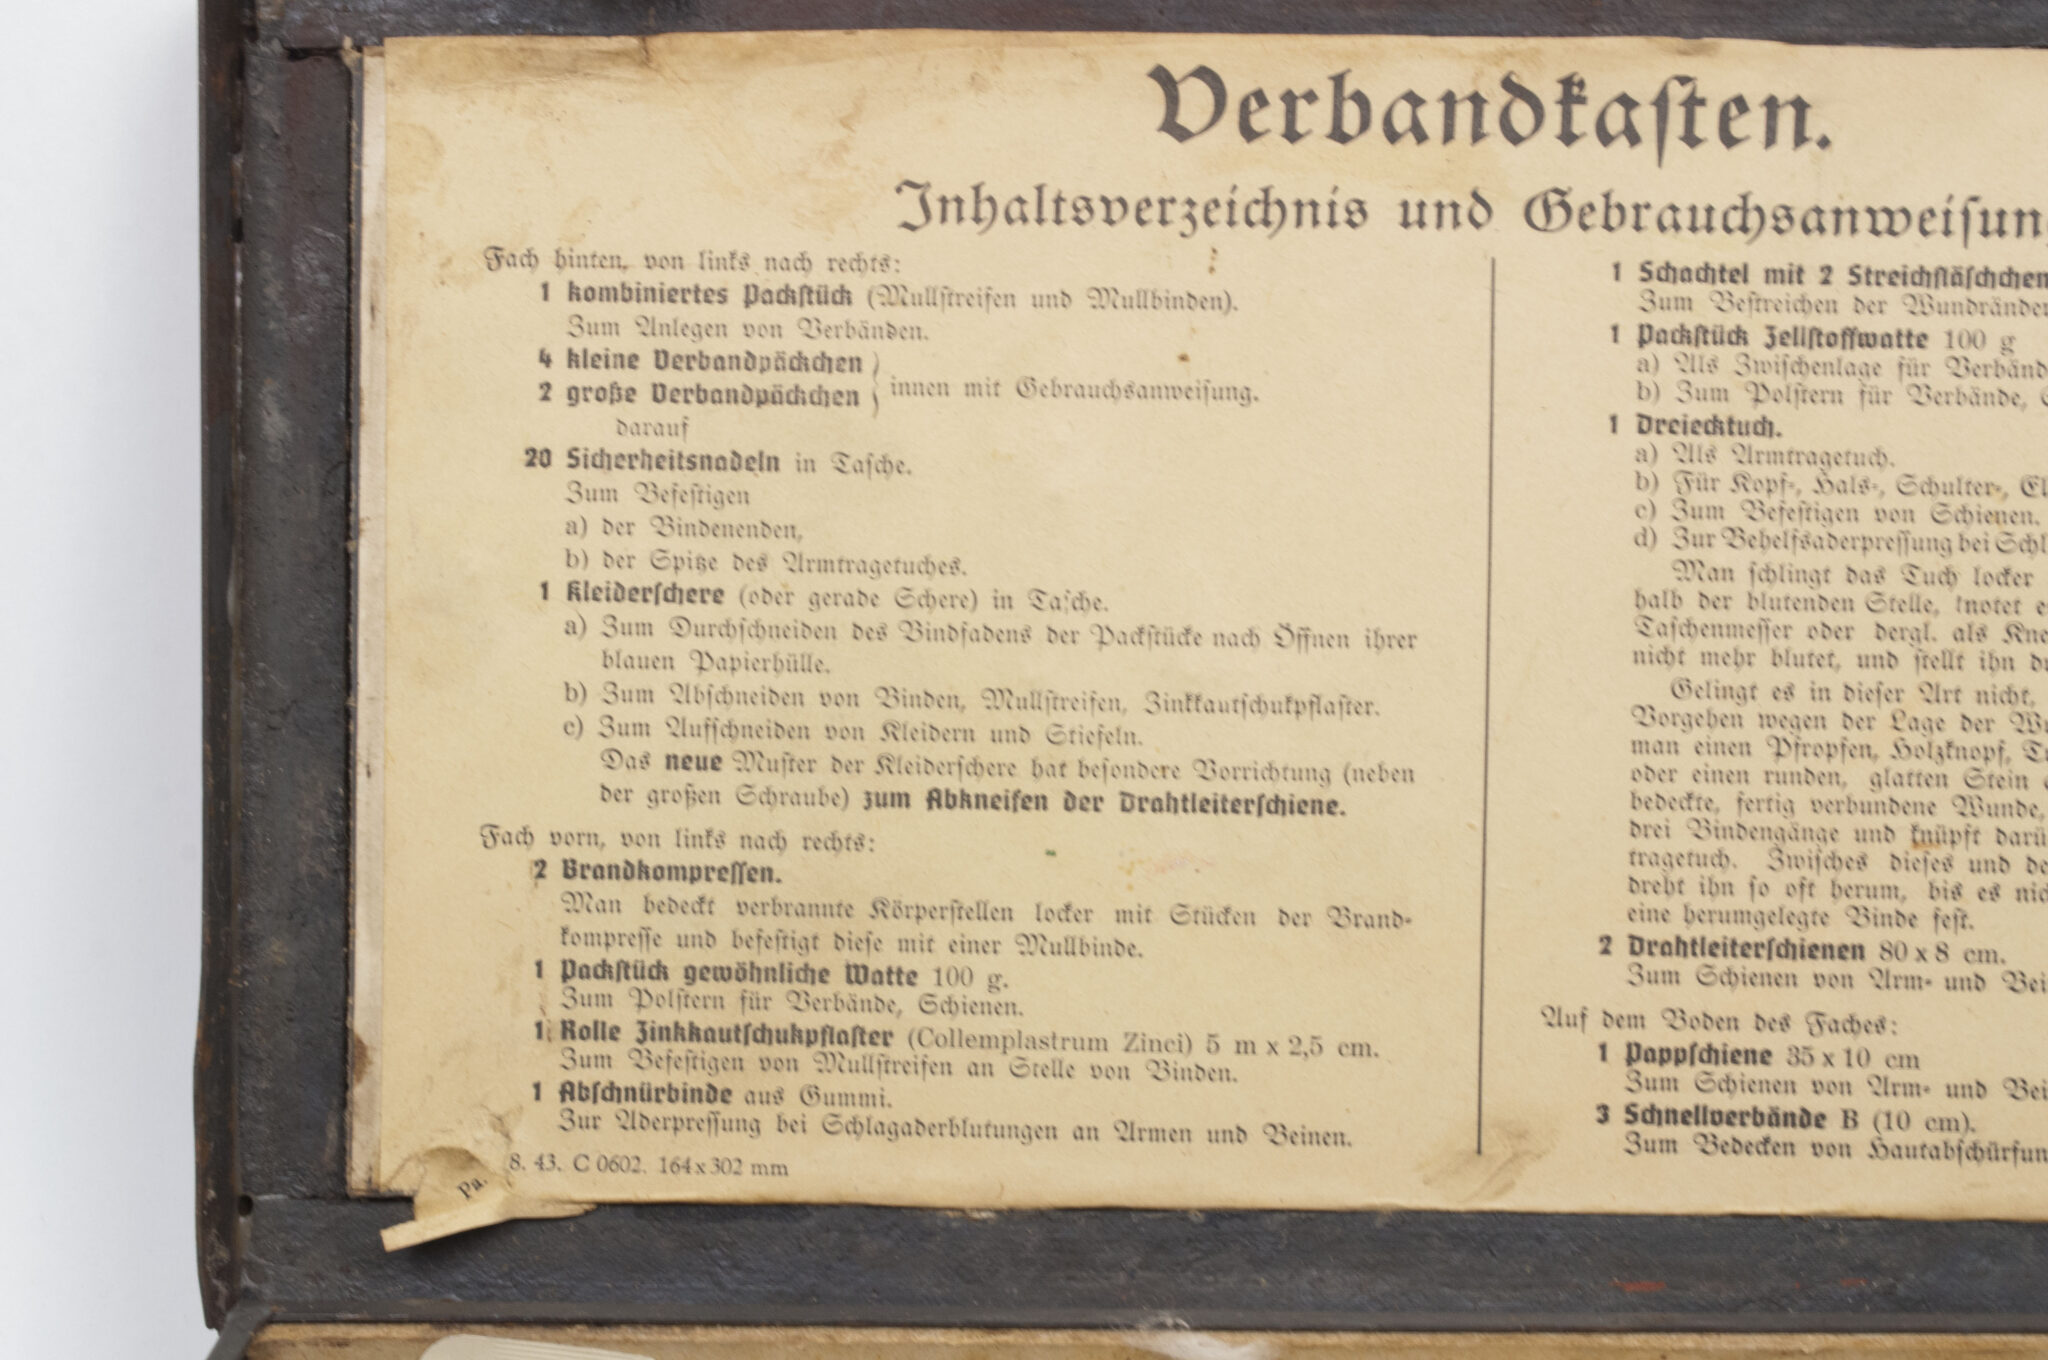 Verbandkasten.
Inhaltsverzeichnis und Gebrauchsanweisung
Fach hinten, von links nach rechts:
1 kombiniertes Packstück (Mullstreifen und Mullbinden).
Zum Anlegen von Verbänden.
4 kleine Verbandpäckchen
2 große Verbandpäckchen
innen mit Gebrauchsanweisung.
darauf
20 Sicherheitsnadeln in Tasche.
Zum Befestigen
a) der Bindenenden,
b) der Spitze des Armtragetuches.
1 Kleiderschere (oder gerade Schere) in Tasche.
a) Zum Durchschneiden des Bindfadens der Packstücke nach Öffnen ihrer
blauen Papierhülle.
b) Zum Abschneiden von Binden, Mullstreifen, Zinkkautschukpflaster.
c) Zum Aufschneiden von Kleidern und Stiefeln.
Das neue Muster der Kleiderschere hat besondere Vorrichtung (neben
der großen Schraube) zum Abkneifen der Drahtleiterschiene.
Fach vorn, von links nach rechts:
2 Brandkompressen.
Man bedeckt verbrannte Körperstellen locker mit Stücken der Brand-
kompresse und befestigt diese mit einer Mullbinde.
1 Packstück gewöhnliche Watte 100 g.
Zum Polstern für Verbände, Schienen.
1 Rolle Zinkkautschukpflaster (Collemplastrum Zinci) 5 m x 2,5 cm.
Zum Befestigen von Mullstreifen an Stelle von Binden.
1 Abschnürbinde aus Gummi.
Zur Aderpressung bei Schlagaderblutungen an Armen und Beinen.
Pa. 8. 43. C 0602. 164 x 302 mm
1 Schachtel mit 2 Streichfläschchen
Zum Bestreichen der Wundränder
1 Packstück Zellstoffwatte 100 g
a) Als Zwischenlage für Verbänd
b) Zum Polstern für Verbände,
1 Dreiecktuch.
a) Als Armtragetuch.
b) Für Kopf-, Hals-, Schulter-, El
c) Zum Befestigen von Schienen.
d) Zur Behelfsaderpressung bei Schl
Man schlingt das Tuch locker
halb der blutenden Stelle, knotet e
Taschenmesser oder dergl. als Kne
nicht mehr blutet, und stellt ihn d
Gelingt es in dieser Art nicht,
Vorgehen wegen der Lage der Wu
man einen Pfropfen, Holzknopf, T
oder einen runden, glatten Stein
bedeckte, fertig verbundene Wunde,
drei Bindengänge und knüpft darü
tragetuch. Zwisches dieses und de
dreht ihn so oft herum, bis es nic
eine herumgelegte Binde fest.
2 Drahtleiterschienen 80 x 8 cm.
Zum Schienen von Arm- und Bei
Auf dem Boden des Faches:
1 Pappschiene 35 x 10 cm
Zum Schienen von Arm- und Bei
3 Schnellverbände B (10 cm).
Zum Bedecken von Hautabschürfun